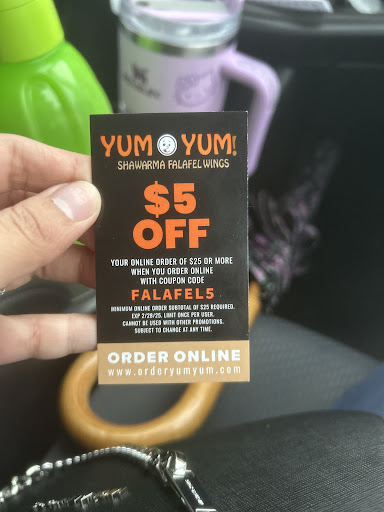 YUM YUM!
SHAWARMA FALAFEL WINGS
$5
OFF
YOUR ONLINE ORDER OF $25 OR MORE
WHEN YOU ORDER ONLINE
WITH COUPON CODE
FALAFEL5
MINIMUM ONLINE ORDER SUBTOTAL OF $25 REQUIRED.
EXP 2/28/25. LIMIT ONCE PER USER.
CANNOT BE USED WITH OTHER PROMOTIONS.
SUBJECT TO CHANGE AT ANY TIME.
ORDER ONLINE
www.orderyumyum.com